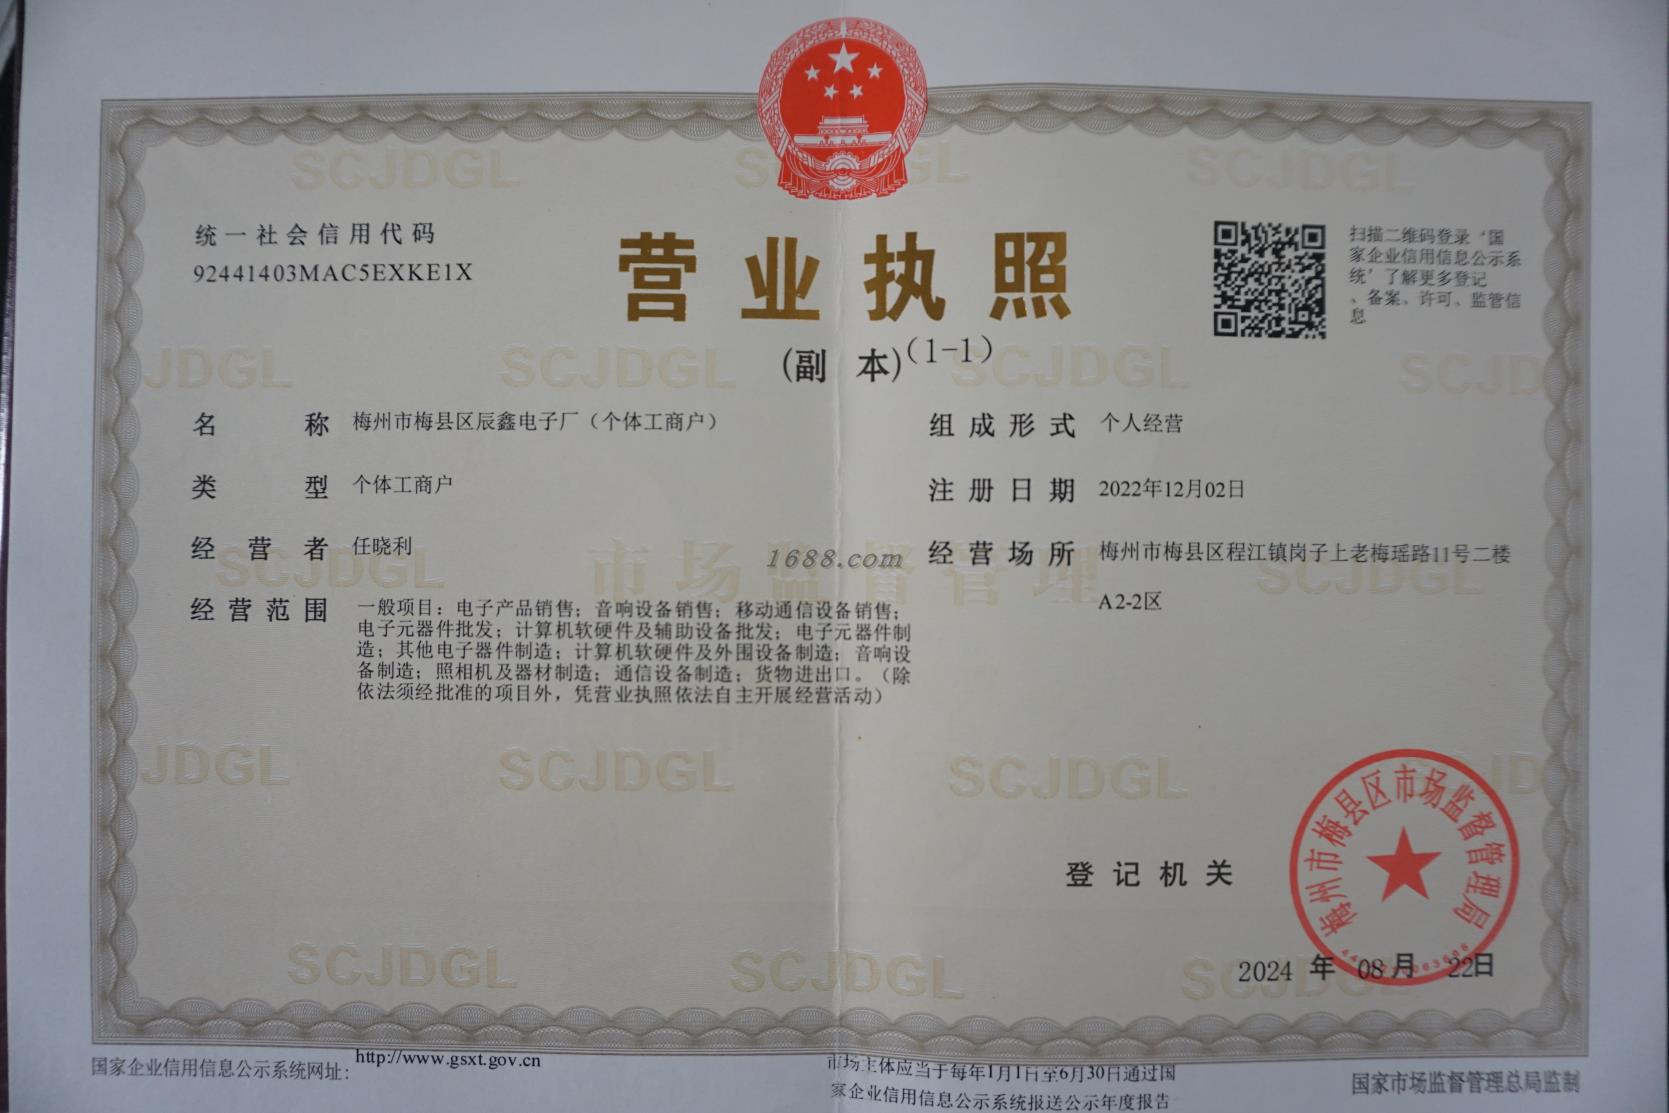 统一社会信用代码
92441403MAC5EXKE1X
营业执照
(副 本)(1-1)
扫描二维码登录‘国
家企业信用信息公示系
统’了解更多登记
、备案、许可、监管信
息
名 称 梅州市梅县区辰鑫电子厂（个体工商户）
类 型 个体工商户
经 营 者 任晓利
经 营 范 围 一般项目：电子产品销售；音响设备销售；移动通信设备销售；
电子元器件批发；计算机软硬件及辅助设备批发；电子元器件制
造；其他电子器件制造；计算机软硬件及外围设备制造；音响设
备制造；照相机及器材制造；通信设备制造；货物进出口。（除
依法须经批准的项目外，凭营业执照依法自主开展经营活动）
组 成 形 式 个人经营
注 册 日 期 2022年12月02日
经 营 场 所 梅州市梅县区程江镇岗子上老梅瑶路11号二楼
A2-2区
1688.com
市场监督管理
SCJDGL
登 记 机 关
梅州市梅县区市场监督管理局
2024 年 08 月 22日
国家企业信用信息公示系统网址：http://www.gsxt.gov.cn
市场主体应当于每年1月1日至6月30日通过国
家企业信用信息公示系统报送公示年度报告
国家市场监督管理总局监制